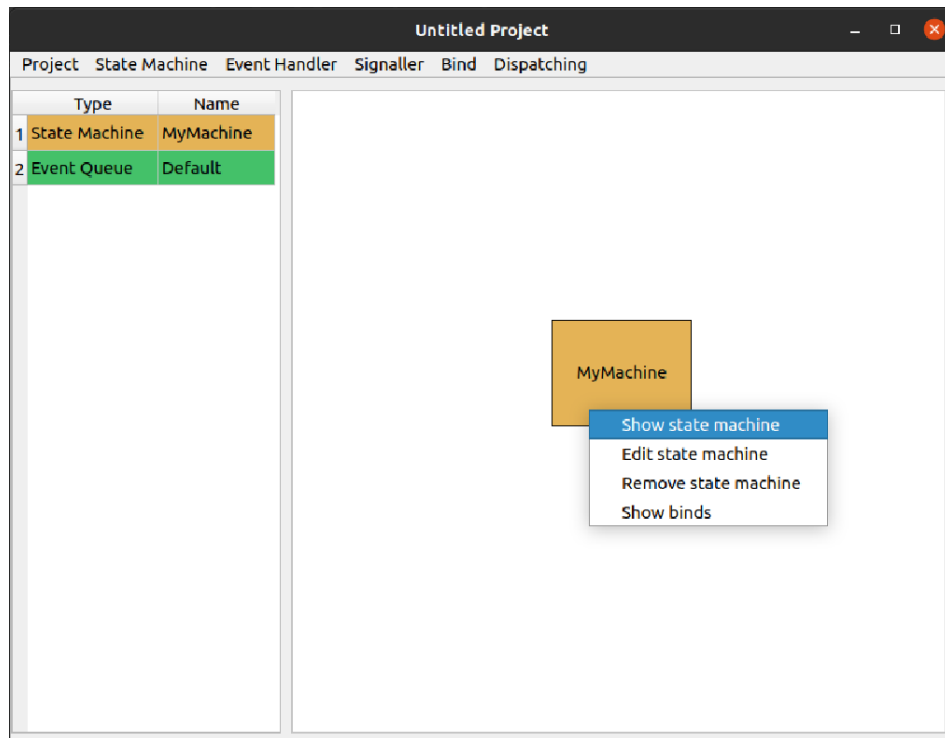 Untitled Project
Project State Machine Event Handler Signaller Bind Dispatching
Type Name
1 State Machine MyMachine
2 Event Queue Default
MyMachine
Show state machine
Edit state machine
Remove state machine
Show binds